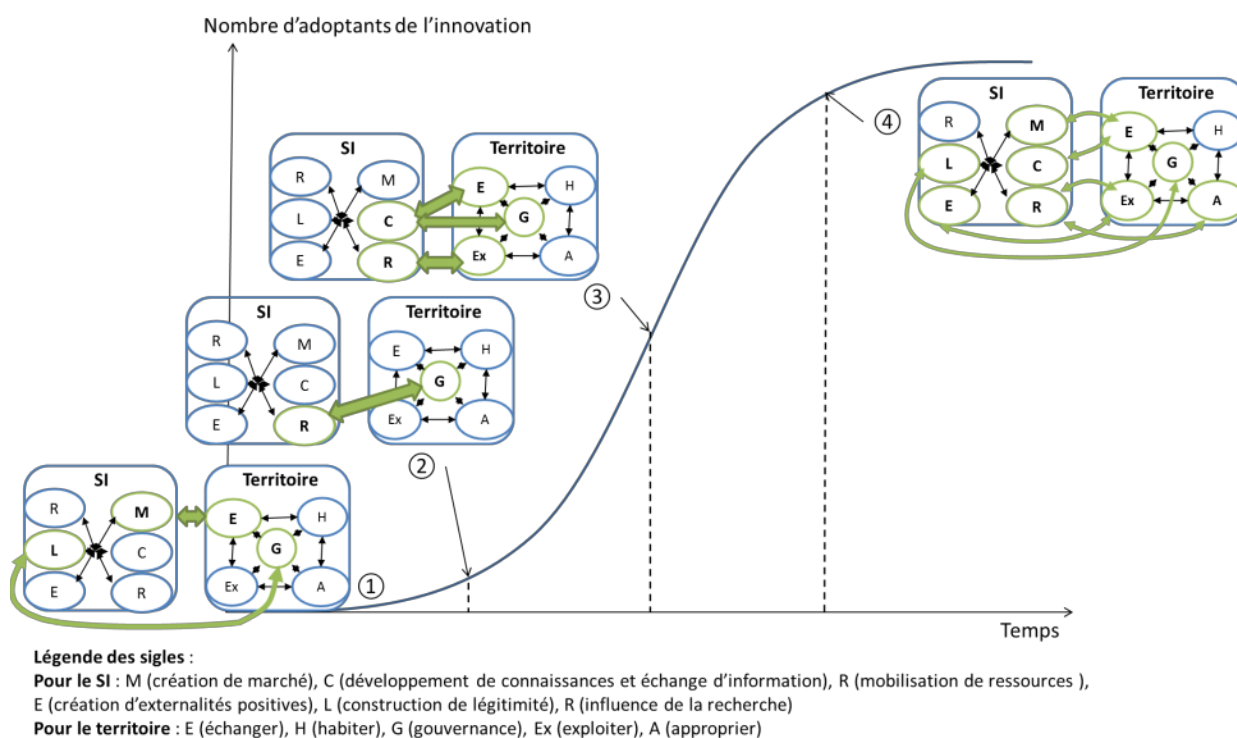 Nombre d'adoptants de l'innovation
SI
Territoire
R
M
L
C
E
R
E
H
G
Ex
A
④
SI
Territoire
R
M
L
C
E
R
E
H
G
Ex
A
③
SI
Territoire
R
M
L
C
E
R
E
H
G
Ex
A
②
SI
Territoire
R
M
L
C
E
R
E
H
G
Ex
A
①
Temps
Légende des sigles :
Pour le SI : M (création de marché), C (développement de connaissances et échange d'information), R (mobilisation de ressources ),
E (création d'externalités positives), L (construction de légitimité), R (influence de la recherche)
Pour le territoire : E (échanger), H (habiter), G (gouvernance), Ex (exploiter), A (approprier)